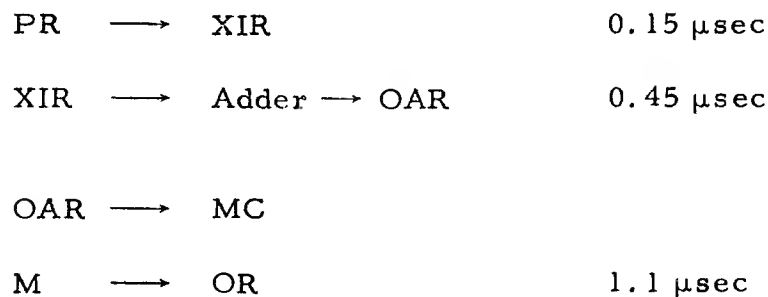 PR → XIR 0.15 μsec
XIR → Adder → OAR 0.45 μsec
OAR → MC
M → OR 1.1 μsec